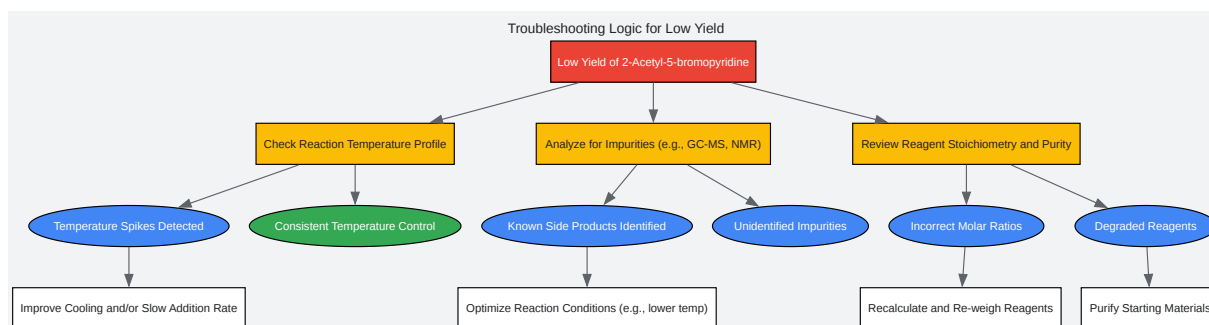 Troubleshooting Logic for Low Yield
Low Yield of 2-Acetyl-5-bromopyridine
Check Reaction Temperature Profile
Analyze for Impurities (e.g., GC-MS, NMR)
Review Reagent Stoichiometry and Purity
Temperature Spikes Detected
Consistent Temperature Control
Known Side Products Identified
Unidentified Impurities
Incorrect Molar Ratios
Degraded Reagents
Improve Cooling and/or Slow Addition Rate
Optimize Reaction Conditions (e.g., lower temp)
Recalculate and Re-weigh Reagents
Purify Starting Materials